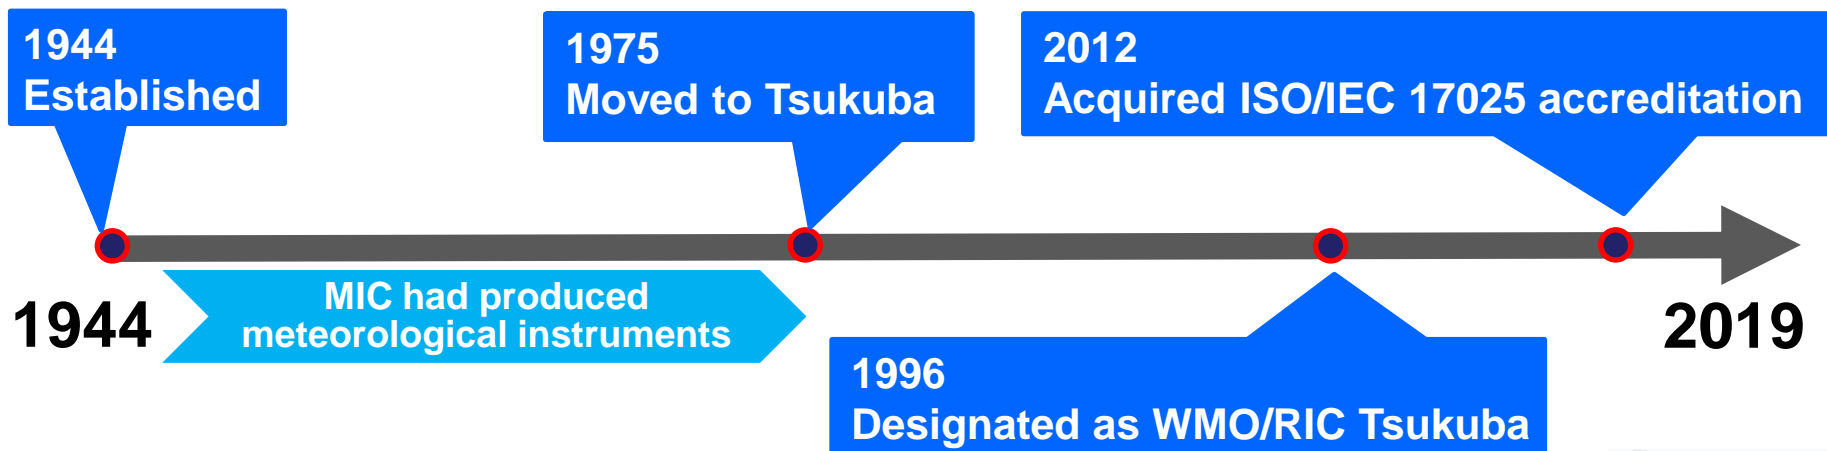 1944
Established
1975
Moved to Tsukuba
2012
Acquired ISO/IEC 17025 accreditation
1944
MIC had produced
meteorological instruments
2019
1996
Designated as WMO/RIC Tsukuba